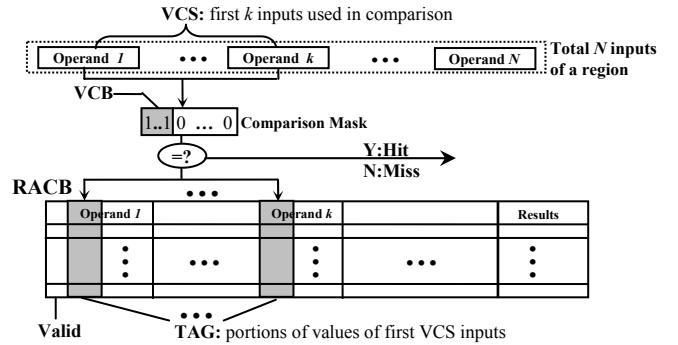 VCS: first k inputs used in comparison
Operand 1 ••• Operand k ••• Operand N
Total N inputs
of a region
VCB
1..1 0 ... 0 Comparison Mask
=?
Y:Hit
N:Miss
RACB
•••
Operand 1 Operand k Results
••• •••
•••
Valid
TAG: portions of values of first VCS inputs